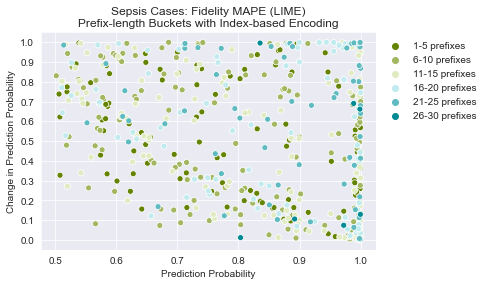 Sepsis Cases: Fidelity MAPE (LIME)
Prefix-length Buckets with Index-based Encoding
Change in Prediction Probability
1.0
0.9
0.8
0.7
0.6
0.5
0.4
0.3
0.2
0.1
0.0
0.5 0.6 0.7 0.8 0.9 1.0
Prediction Probability
1-5 prefixes
6-10 prefixes
11-15 prefixes
16-20 prefixes
21-25 prefixes
26-30 prefixes